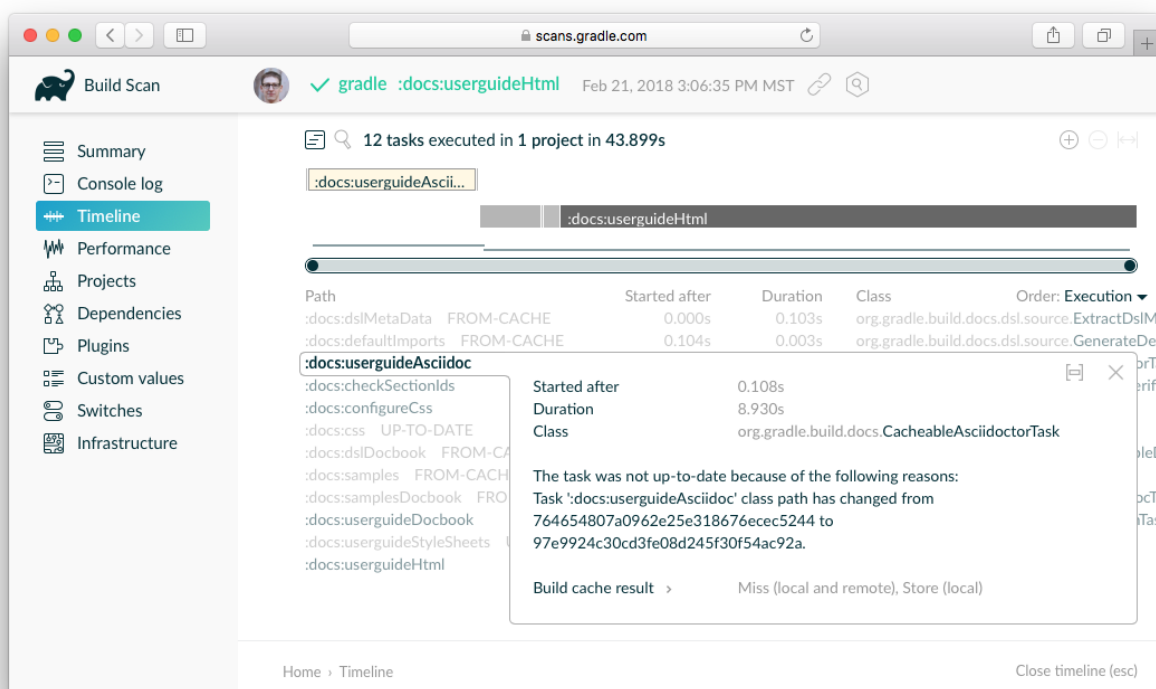 scans.gradle.com
Build Scan
gradle :docs:userguideHtml Feb 21, 2018 3:06:35 PM MST
Summary
Console log
Timeline
Performance
Projects
Dependencies
Plugins
Custom values
Switches
Infrastructure
12 tasks executed in 1 project in 43.899s
:docs:userguideAscii...
:docs:userguideHtml
Path Started after Duration Class Order: Execution
:docs:dslMetaData FROM-CACHE 0.000s 0.103s org.gradle.build.docs.dsl.source.ExtractDslM
:docs:defaultImports FROM-CACHE 0.104s 0.003s org.gradle.build.docs.dsl.source.GenerateDe
:docs:userguideAsciidoc
:docs:checkSectionIds
:docs:configureCss
:docs:css UP-TO-DATE
:docs:dslDocbook FROM-CA
:docs:samples FROM-CACH
:docs:samplesDocbook FRO
:docs:userguideDocbook
:docs:userguideStyleSheets
:docs:userguideHtml
Started after 0.108s
Duration 8.930s
Class org.gradle.build.docs.CacheableAsciidoctorTask
The task was not up-to-date because of the following reasons:
Task ':docs:userguideAsciidoc' class path has changed from
764654807a0962e25e318676ecec5244 to
97e9924c30cd3fe08d245f30f54ac92a.
Build cache result › Miss (local and remote), Store (local)
Home › Timeline
Close timeline (esc)